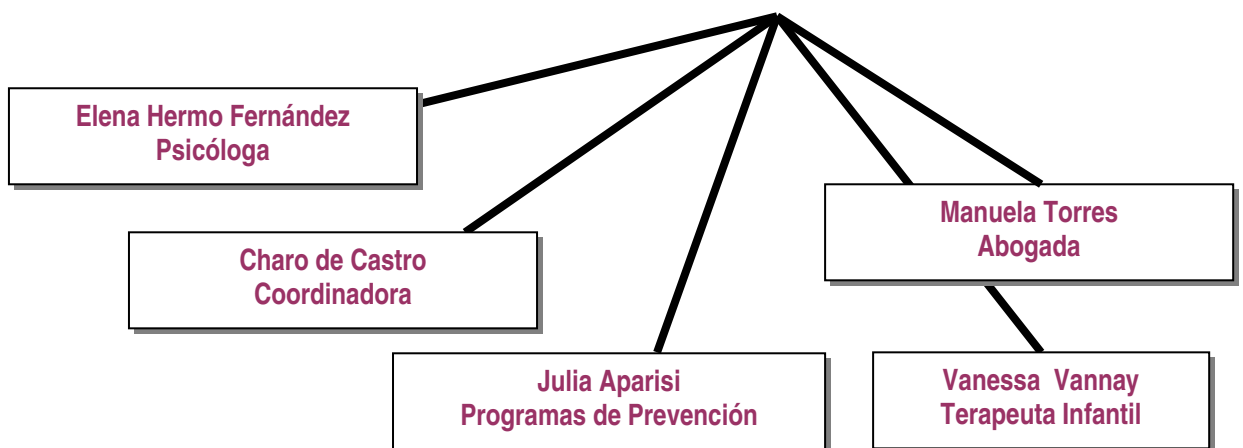 Elena Hermo Fernández
Psicóloga
Manuela Torres
Abogada
Charo de Castro
Coordinadora
Julia Aparisi
Programas de Prevención
Vanessa Vannay
Terapeuta Infantil